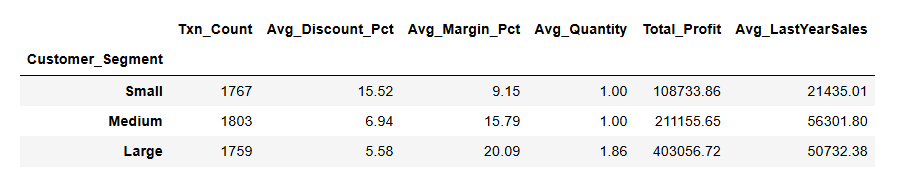 Txn_Count Avg_Discount_Pct Avg_Margin_Pct Avg_Quantity Total_Profit Avg_LastYearSales
Customer_Segment
Small 1767 15.52 9.15 1.00 108733.86 21435.01
Medium 1803 6.94 15.79 1.00 211155.65 56301.80
Large 1759 5.58 20.09 1.86 403056.72 50732.38